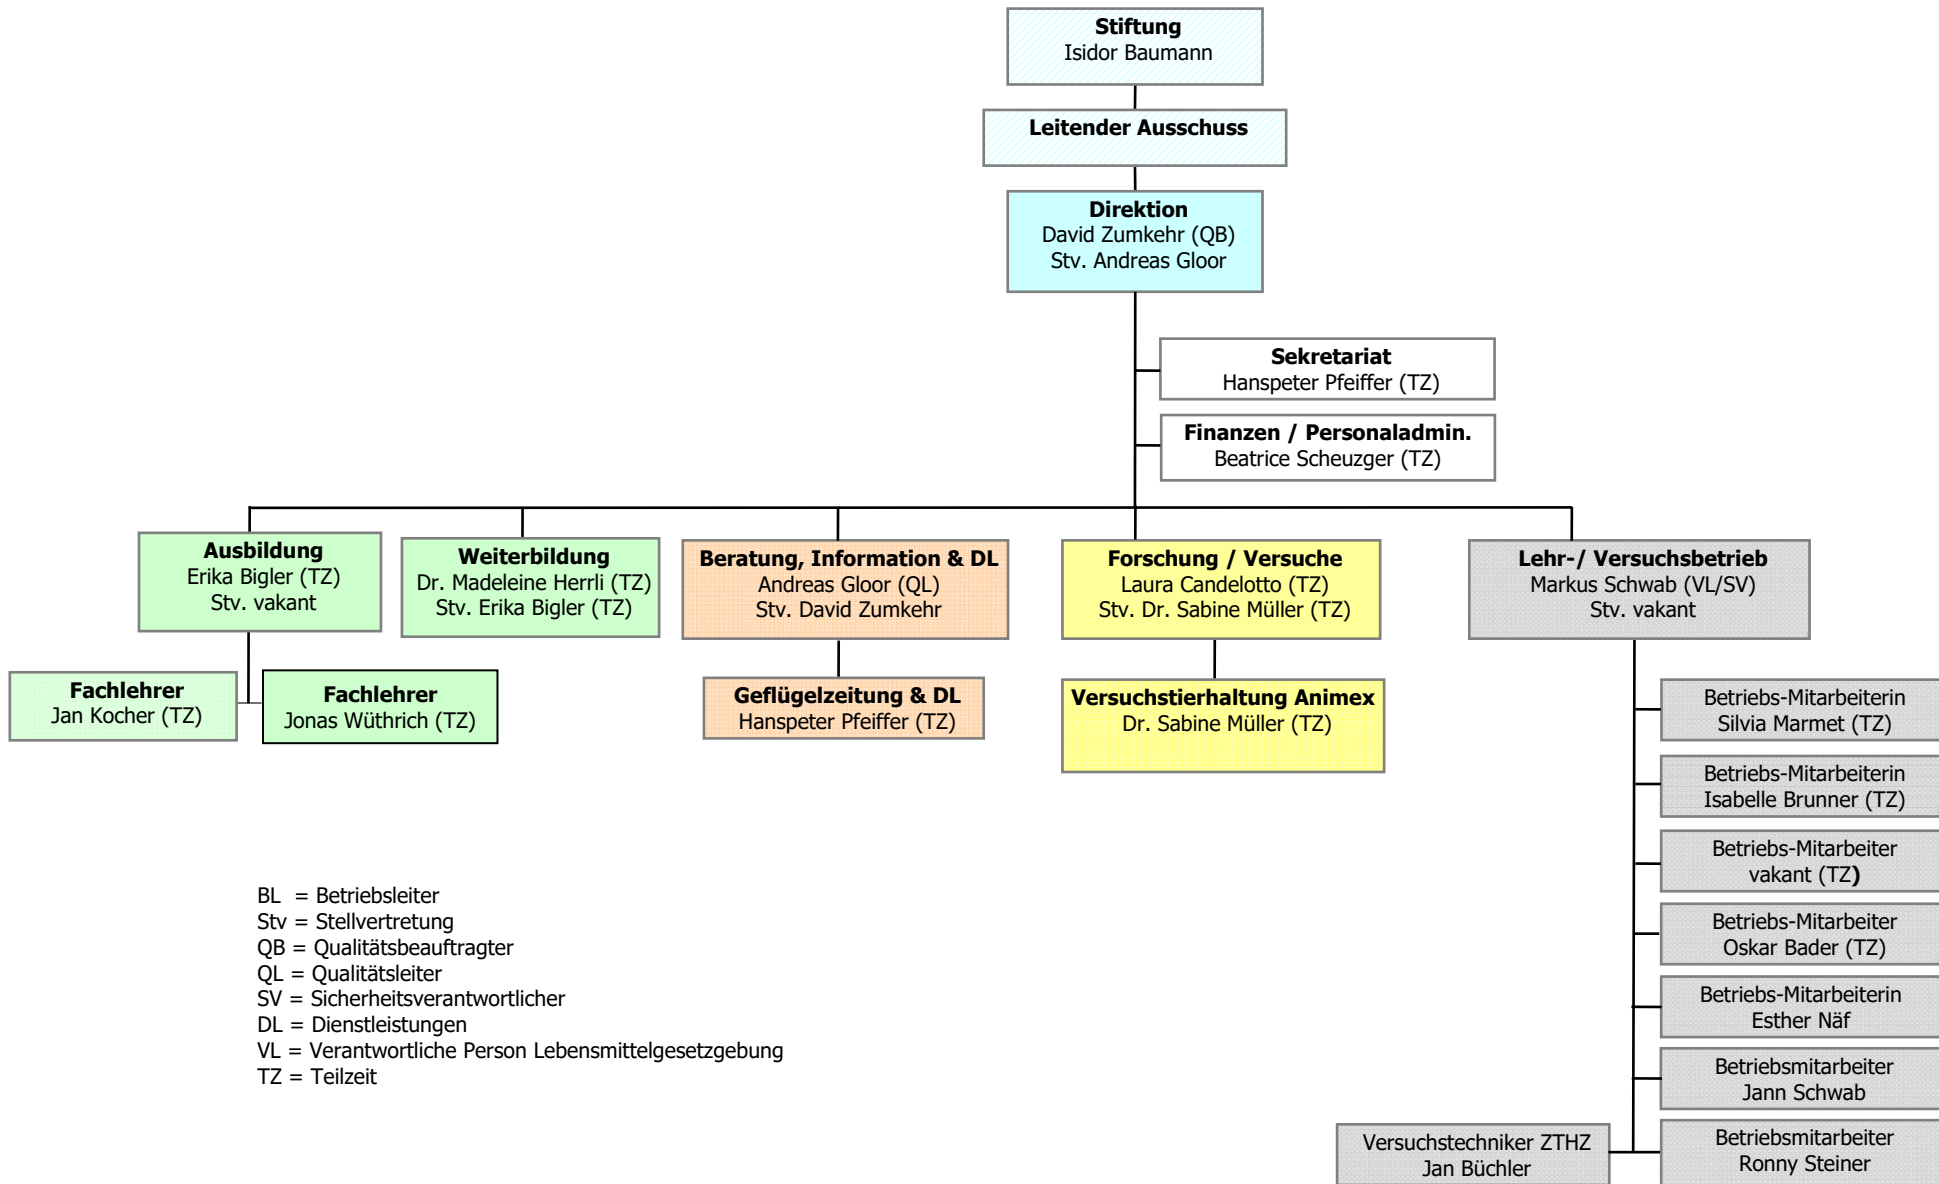 Stiftung
Isidor Baumann
Leitender Ausschuss
Direktion
David Zumkehr (QB)
Stv. Andreas Gloor
Sekretariat
Hanspeter Pfeiffer (TZ)
Finanzen / Personaladmin.
Beatrice Scheuzger (TZ)
Ausbildung
Erika Bigler (TZ)
Stv. vakant
Weiterbildung
Dr. Madeleine Herrli (TZ)
Stv. Erika Bigler (TZ)
Beratung, Information & DL
Andreas Gloor (QL)
Stv. David Zumkehr
Forschung / Versuche
Laura Candelotto (TZ)
Stv. Dr. Sabine Müller (TZ)
Lehr-/ Versuchsbetrieb
Markus Schwab (VL/SV)
Stv. vakant
Fachlehrer
Jan Kocher (TZ)
Fachlehrer
Jonas Wüthrich (TZ)
Geflügelzeitung & DL
Hanspeter Pfeiffer (TZ)
Versuchstierhaltung Animex
Dr. Sabine Müller (TZ)
Betriebs-Mitarbeiterin
Silvia Marmet (TZ)
Betriebs-Mitarbeiterin
Isabelle Brunner (TZ)
Betriebs-Mitarbeiter
vakant (TZ)
Betriebs-Mitarbeiter
Oskar Bader (TZ)
Betriebs-Mitarbeiterin
Esther Näf
Betriebsmitarbeiter
Jann Schwab
Versuchstechniker ZTHZ
Jan Büchler
Betriebsmitarbeiter
Ronny Steiner
BL = Betriebsleiter
Stv = Stellvertretung
QB = Qualitätsbeauftragter
QL = Qualitätsleiter
SV = Sicherheitsverantwortlicher
DL = Dienstleistungen
VL = Verantwortliche Person Lebensmittelgesetzgebung
TZ = Teilzeit